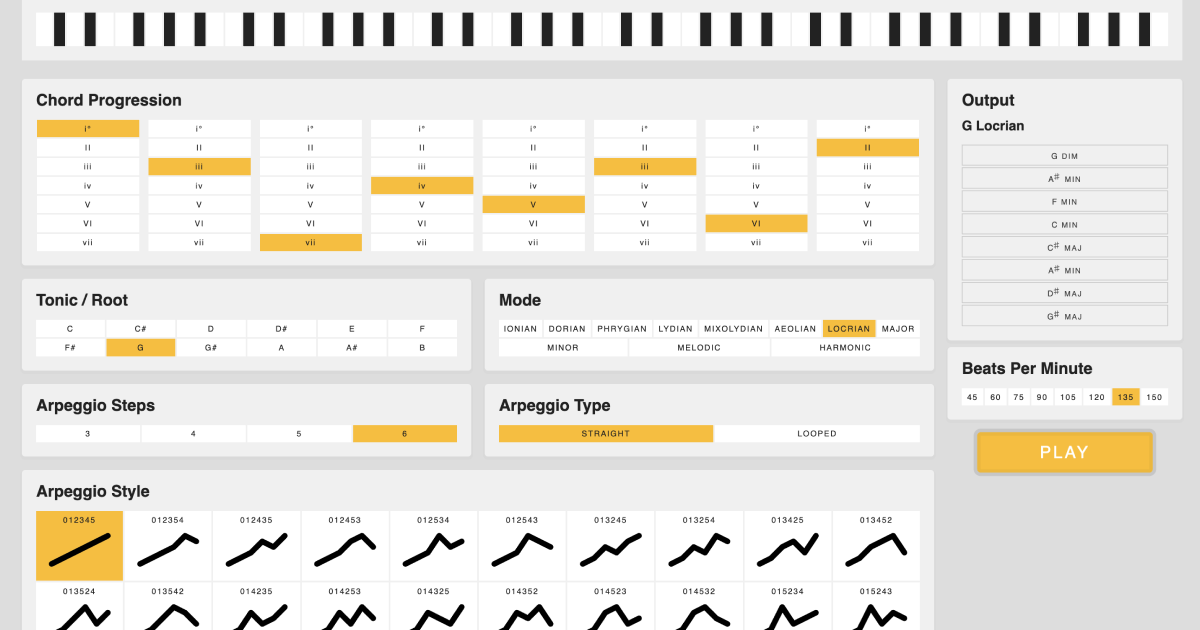 Chord Progression
i° i° i° i° i° i° i° i°
II II II II II II II II
iii iii iii iii iii iii iii iii
iv iv iv iv iv iv iv iv
V V V V V V V V
VI VI VI VI VI VI VI VI
vii vii vii vii vii vii vii vii
Output
G Locrian
G DIM
A# MIN
F MIN
C MIN
C# MAJ
A# MIN
D# MAJ
G# MAJ
Tonic / Root
C C# D D# E F
F# G G# A A# B
Mode
IONIAN DORIAN PHRYGIAN LYDIAN MIXOLYDIAN AEOLIAN LOCRIAN MAJOR
MINOR MELODIC HARMONIC
Beats Per Minute
45 60 75 90 105 120 135 150
PLAY
Arpeggio Steps
3 4 5 6
Arpeggio Type
STRAIGHT LOOPED
Arpeggio Style
012345 012354 012435 012453 012534 012543 013245 013254 013425 013452
013524 013542 014235 014253 014325 014352 014523 014532 015234 015243